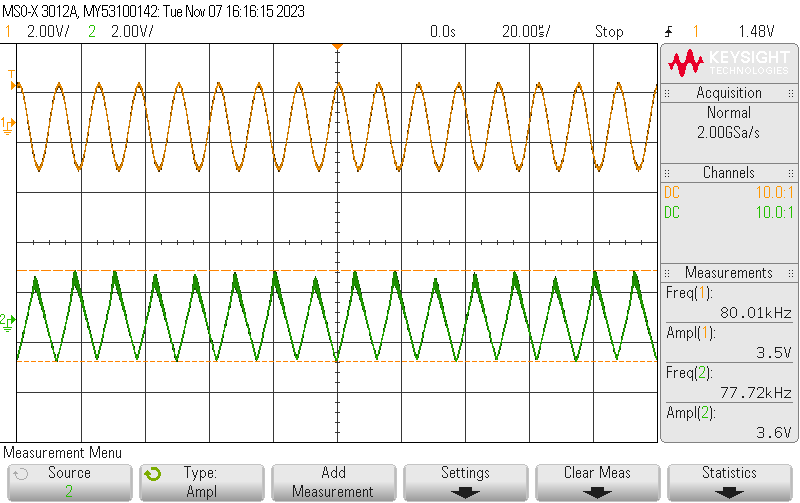 MSO-X 3012A, MY53100142: Tue Nov 07 16:16:15 2023
1 2.00V/ 2 2.00V/ 0.0s 20.00µs/ Stop 1 1.48V
KEYSIGHT
TECHNOLOGIES
Acquisition
Normal
2.00GSa/s
Channels
DC 10.0:1
DC 10.0:1
Measurements
Freq(1):
80.01kHz
Ampl(1):
3.5V
Freq(2):
77.72kHz
Ampl(2):
3.6V
T
1
2
Measurement Menu
Source
2
Type:
Ampl
Add
Measurement
Settings
Clear Meas
Statistics